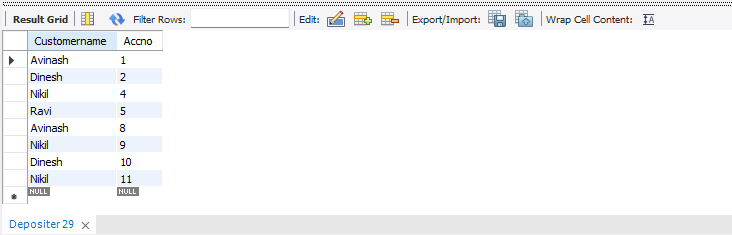 Result Grid Filter Rows: Edit: Export/Import: Wrap Cell Content: IA
Customername Accno
Avinash 1
Dinesh 2
Nikil 4
Ravi 5
Avinash 8
Nikil 9
Dinesh 10
Nikil 11
NULL NULL
Depositer 29